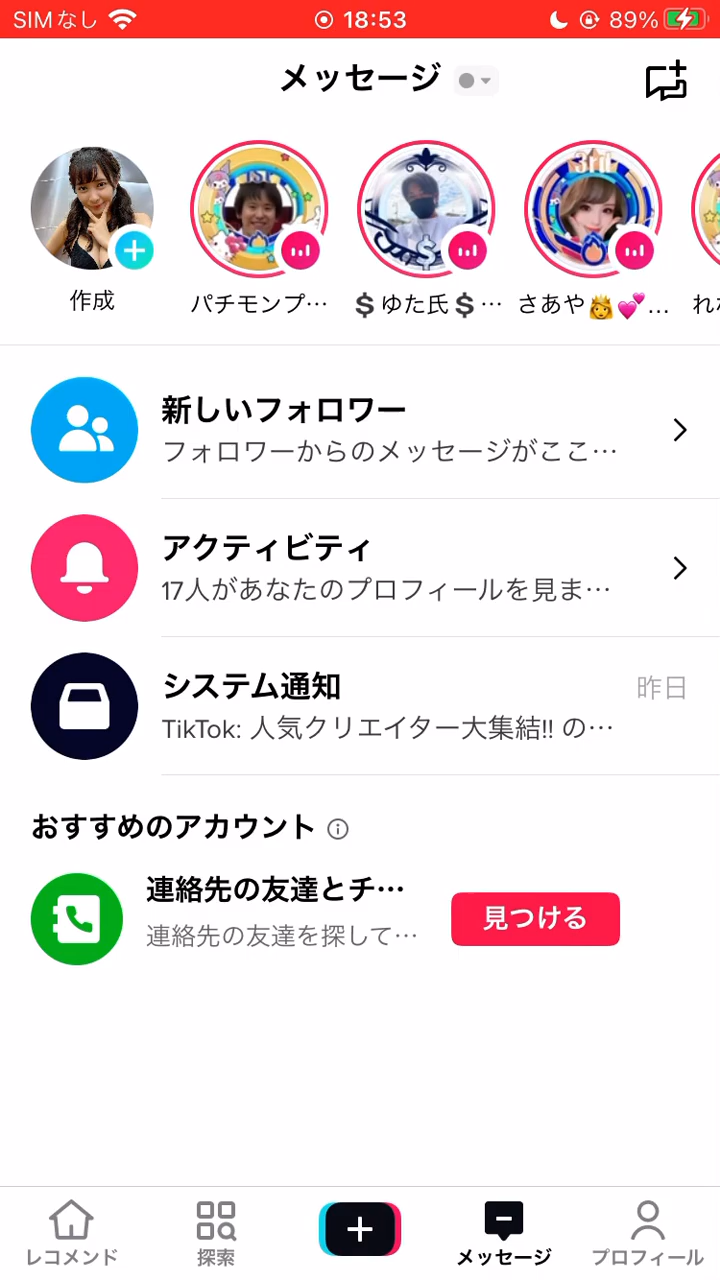 SIMなし 18:53 89%
メッセージ
1ST
3rd
作成
パチモンプ…
$ゆた氏$…
さあや👸💕…
れな
新しいフォロワー
フォロワーからのメッセージがここ…
アクティビティ
17人があなたのプロフィールを見ま…
システム通知
昨日
TikTok: 人気クリエイター大集結!! の…
おすすめのアカウント
連絡先の友達とチ…
連絡先の友達を探して…
見つける
レコメンド
探索
メッセージ
プロフィール